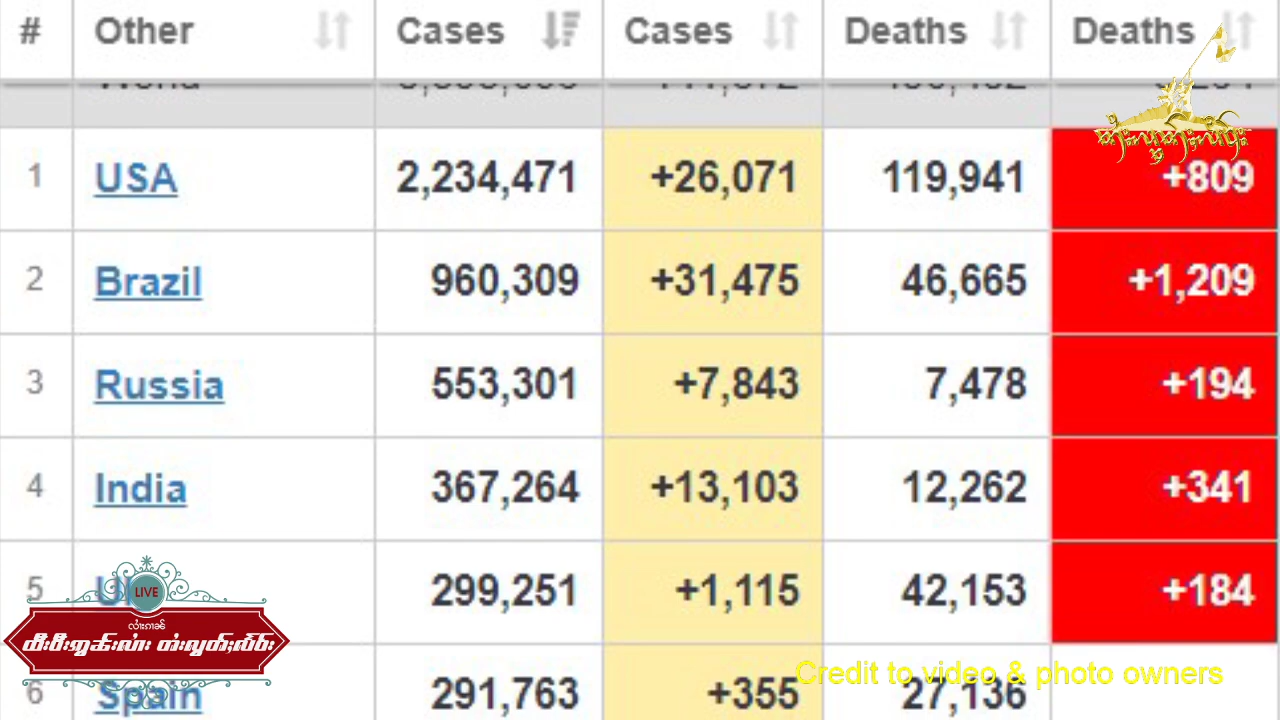 # Other Cases Cases Deaths Deaths
World
1 USA 2,234,471 +26,071 119,941 +809
2 Brazil 960,309 +31,475 46,665 +1,209
3 Russia 553,301 +7,843 7,478 +194
4 India 367,264 +13,103 12,262 +341
5 299,251 +1,115 42,153 +184
LIVE
6 Spain 291,763 +355 27,136
Credit to video & photo owners